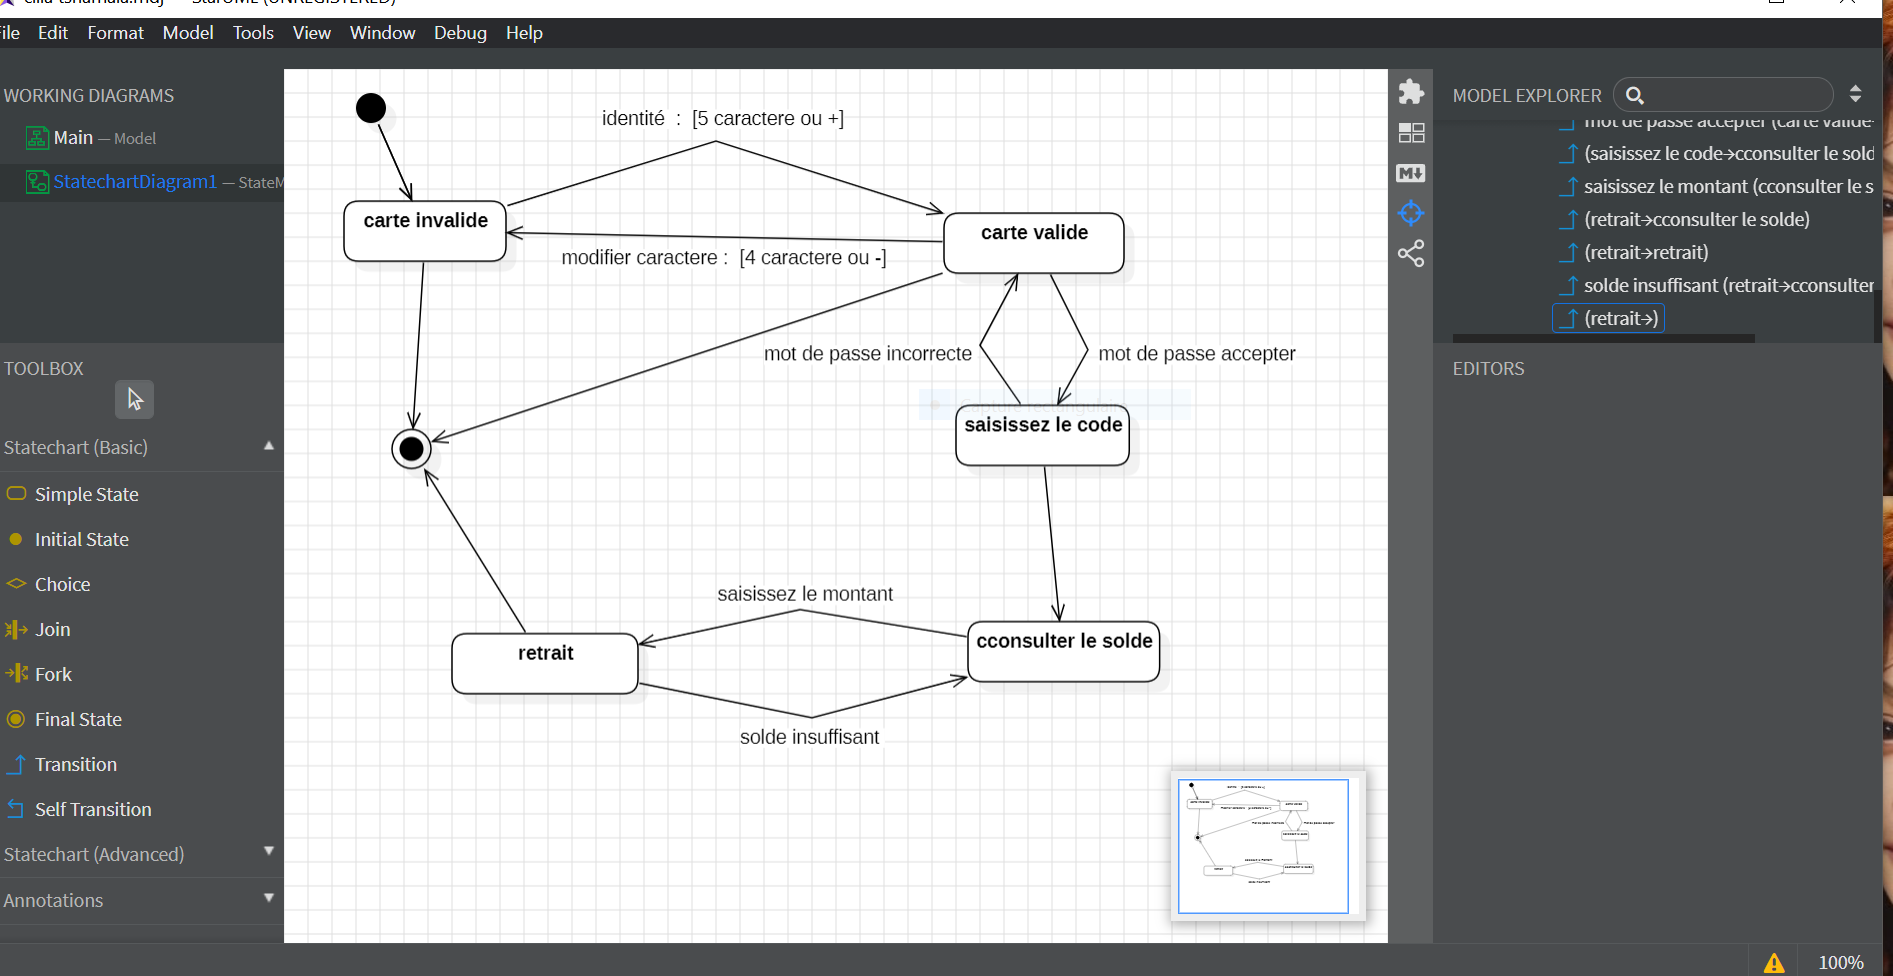 StarUML (UNREGISTERED)
File Edit Format Model Tools View Window Debug Help
WORKING DIAGRAMS
Main — Model
StatechartDiagram1 — StateM
TOOLBOX
Statechart (Basic)
Simple State
Initial State
Choice
Join
Fork
Final State
Transition
Self Transition
Statechart (Advanced)
Annotations
identité : [5 caractere ou +]
carte invalide
carte valide
modifier caractere : [4 caractere ou -]
mot de passe incorrecte
mot de passe accepter
Capture rectangulaire
saisissez le code
saisissez le montant
cconsulter le solde
retrait
solde insuffisant
MODEL EXPLORER
mot de passe accepter (carte valide
(saisissez le code→cconsulter le sold
saisissez le montant (cconsulter le s
(retrait→cconsulter le solde)
(retrait→retrait)
solde insuffisant (retrait→cconsulter
(retrait→)
EDITORS
100%